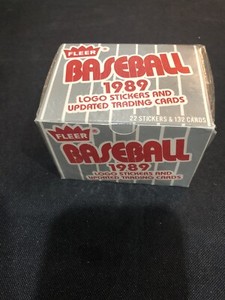 FLEER
BASEBALL
1989
LOGO STICKERS AND
UPDATED TRADING CARDS
22 STICKERS & 132 CARDS
FLEER
BASEBALL
1989
LOGO STICKERS AND
UPDATED TRADING CARDS